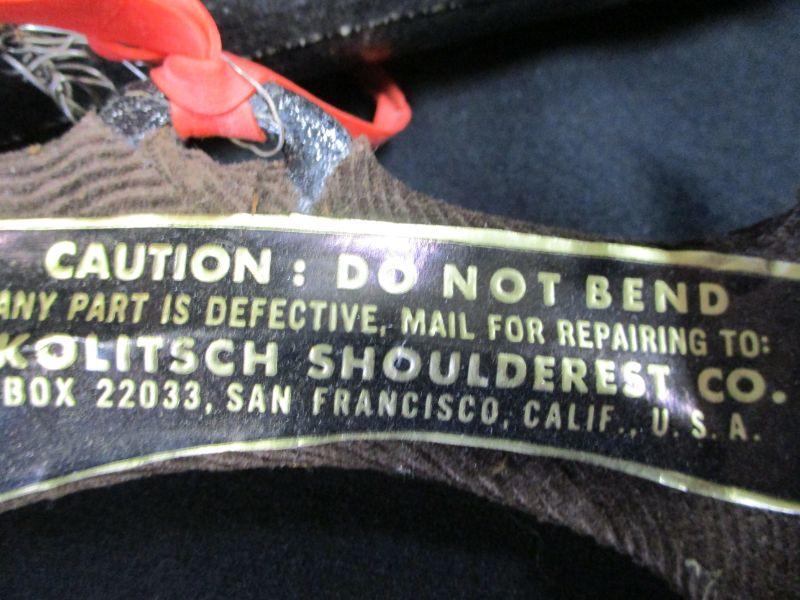 CAUTION : DO NOT BEND
ANY PART IS DEFECTIVE, MAIL FOR REPAIRING TO:
KOLITSCH SHOULDEREST CO.
BOX 22033, SAN FRANCISCO, CALIF., U. S. A.